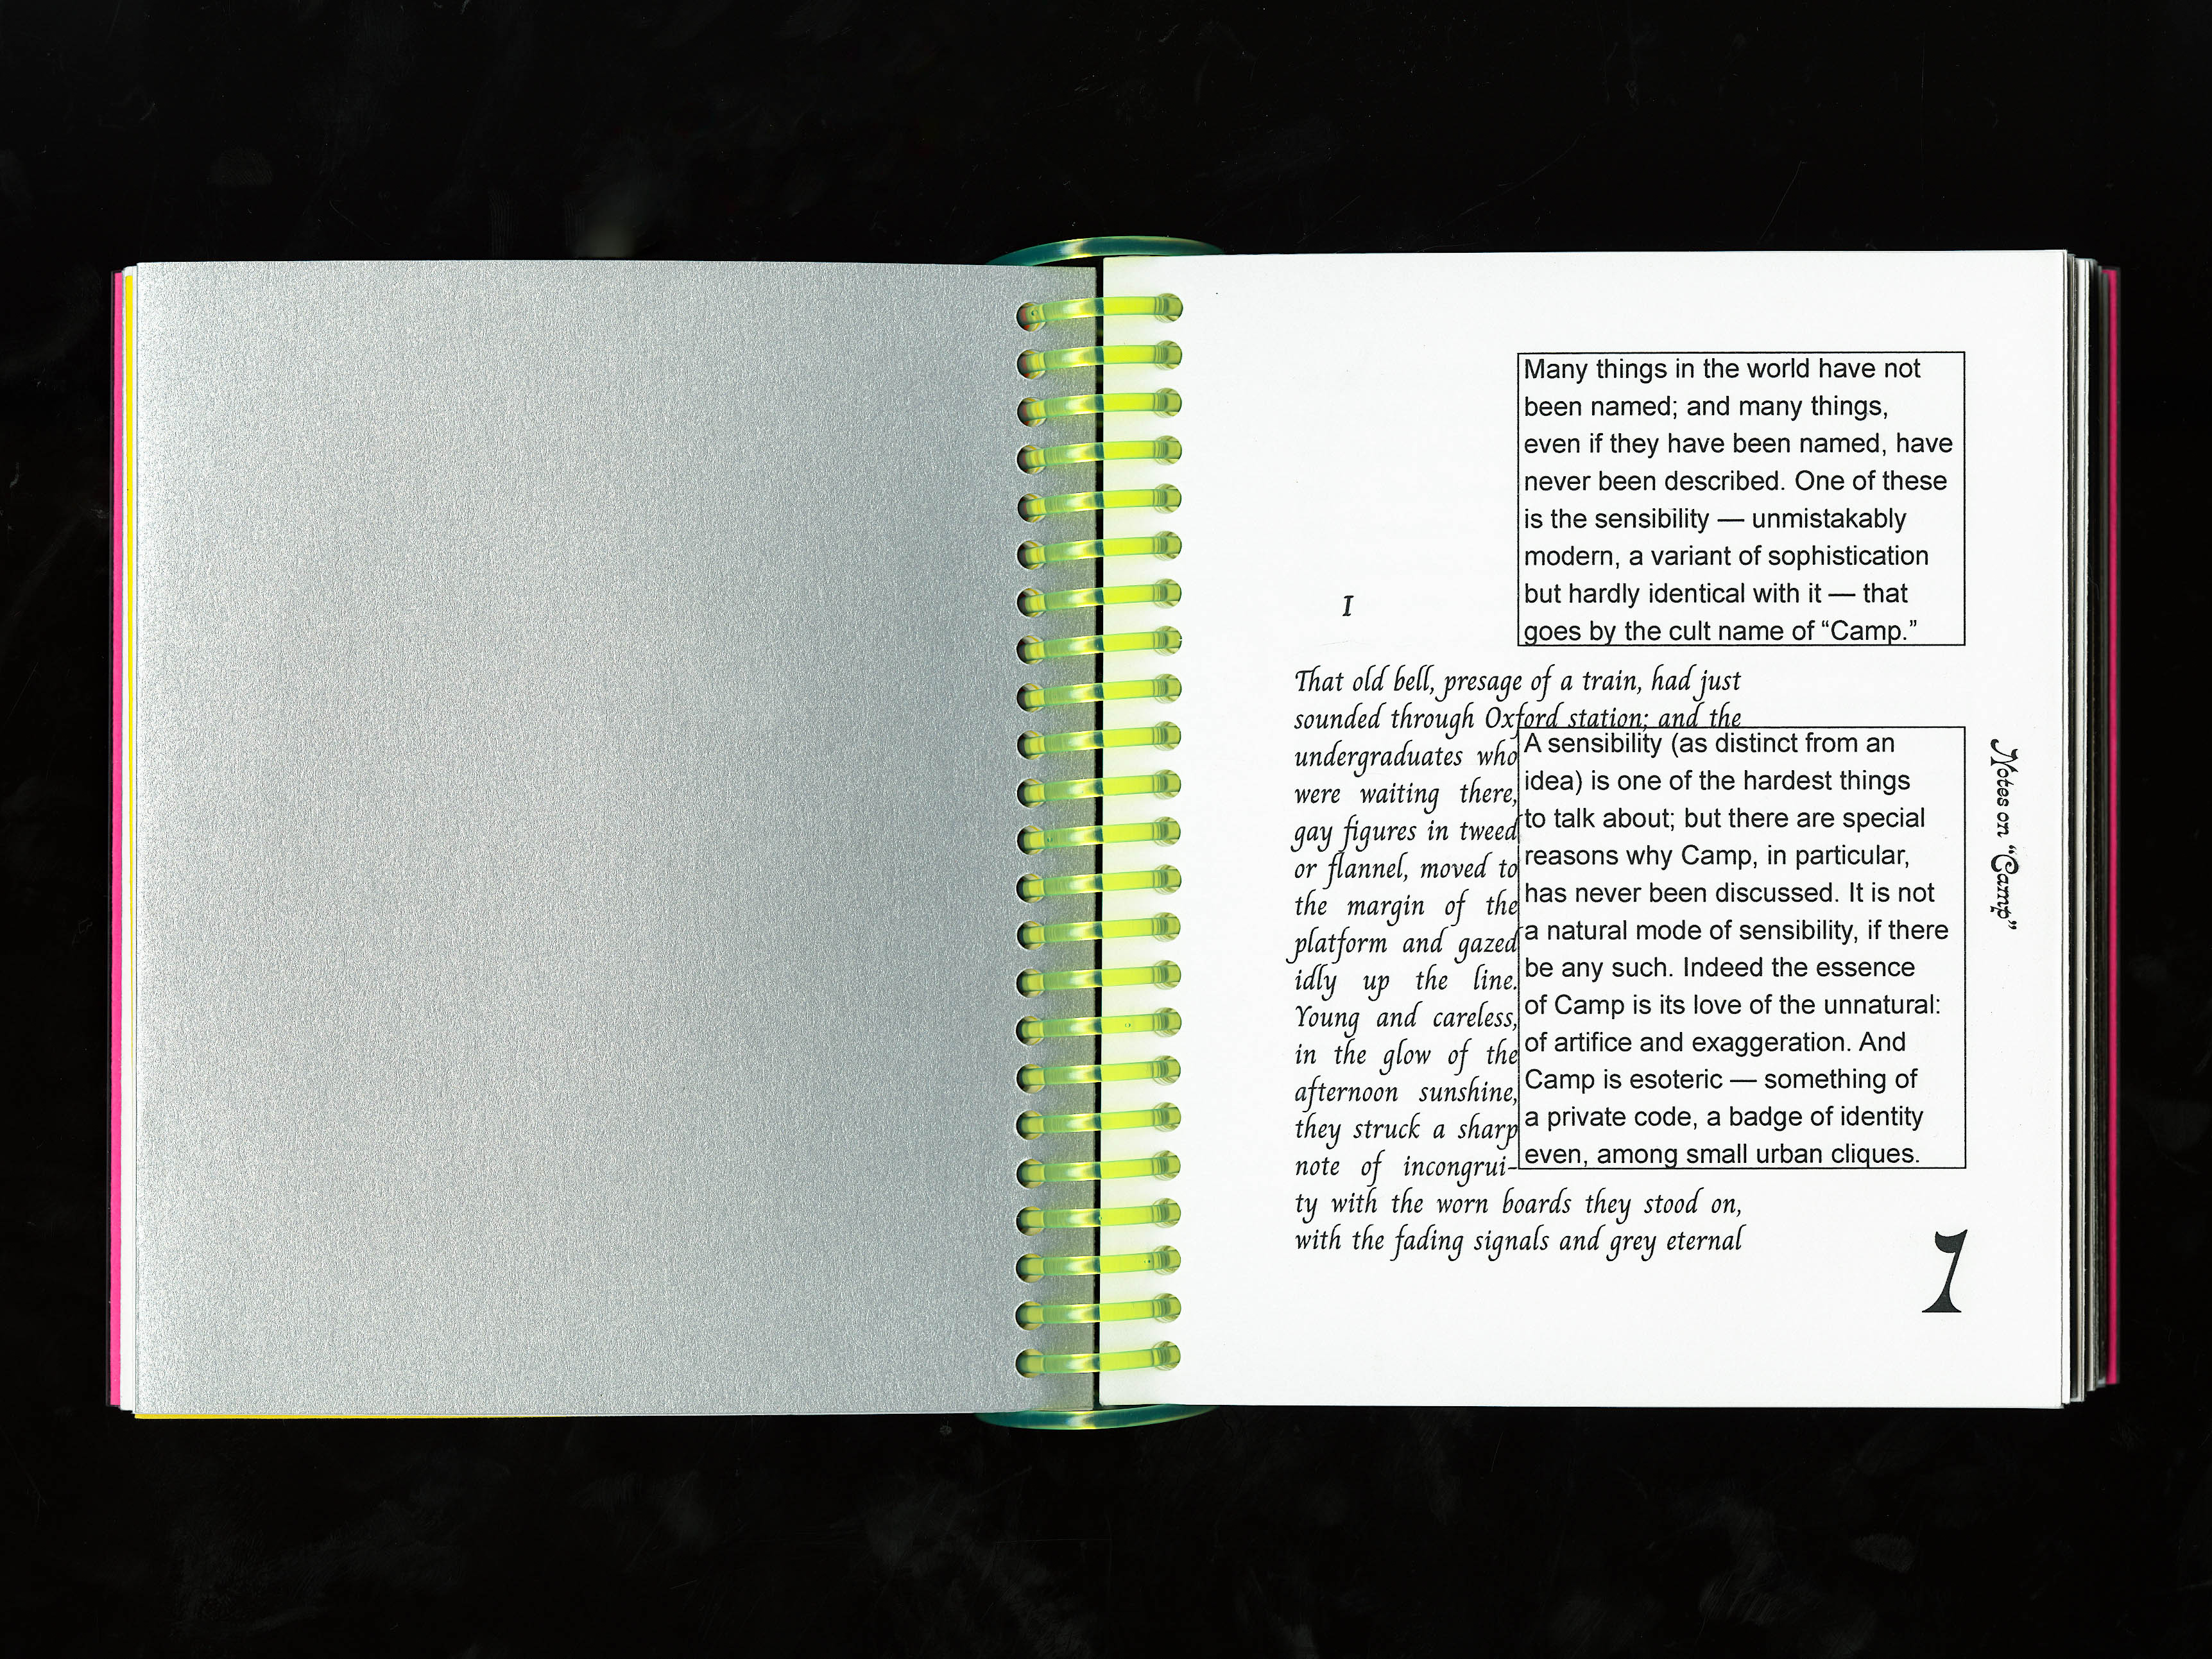 Many things in the world have not
been named; and many things,
even if they have been named, have
never been described. One of these
is the sensibility — unmistakably
modern, a variant of sophistication
but hardly identical with it — that
goes by the cult name of “Camp.”
I
That old bell, presage of a train, had just
sounded through Oxford station; and the
undergraduates who
were waiting there,
gay figures in tweed
or flannel, moved to
the margin of the
platform and gazed
idly up the line.
Young and careless,
in the glow of the
afternoon sunshine,
they struck a sharp
note of incongrui-
ty with the worn boards they stood on,
with the fading signals and grey eternal
A sensibility (as distinct from an
idea) is one of the hardest things
to talk about; but there are special
reasons why Camp, in particular,
has never been discussed. It is not
a natural mode of sensibility, if there
be any such. Indeed the essence
of Camp is its love of the unnatural:
of artifice and exaggeration. And
Camp is esoteric — something of
a private code, a badge of identity
even, among small urban cliques.
Notes on “Camp”
1